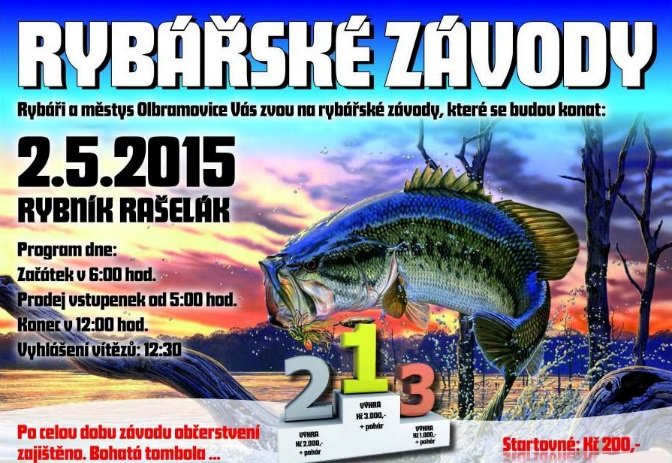 RYBÁŘSKÉ ZÁVODY
Rybáři a městys Olbramovice Vás zvou na rybářské závody, které se budou konat:
2.5.2015
RYBNÍK RAŠELÁK
Program dne:
Začátek v 6:00 hod.
Prodej vstupenek od 5:00 hod.
Konec v 12:00 hod.
Vyhlášení vítězů: 12:30
2
1
3
VÝHRA
Kč 2.000,-
+ pohár
VÝHRA
Kč 3.000,-
+ pohár
VÝHRA
Kč 1.000,-
+ pohár
Po celou dobu závodu občerstvení
zajištěno. Bohatá tombola ...
Startovné: Kč 200,-